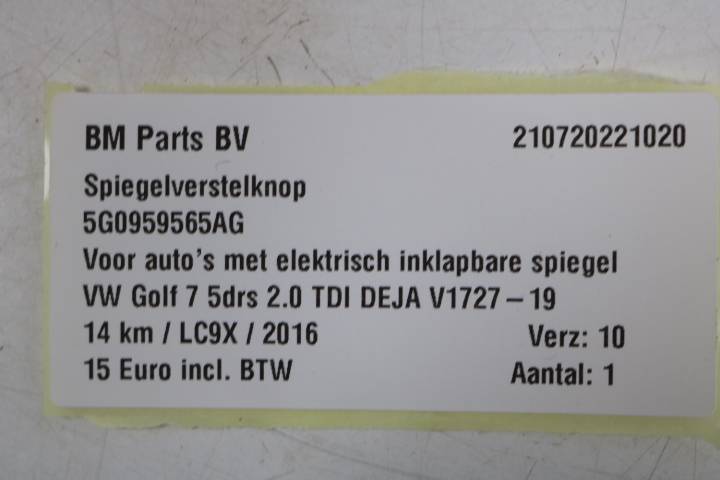 BM Parts BV 210720221020
Spiegelverstelknop
5G0959565AG
Voor auto's met elektrisch inklapbare spiegel
VW Golf 7 5drs 2.0 TDI DEJA V1727 – 19
14 km / LC9X / 2016 Verz: 10
15 Euro incl. BTW Aantal: 1